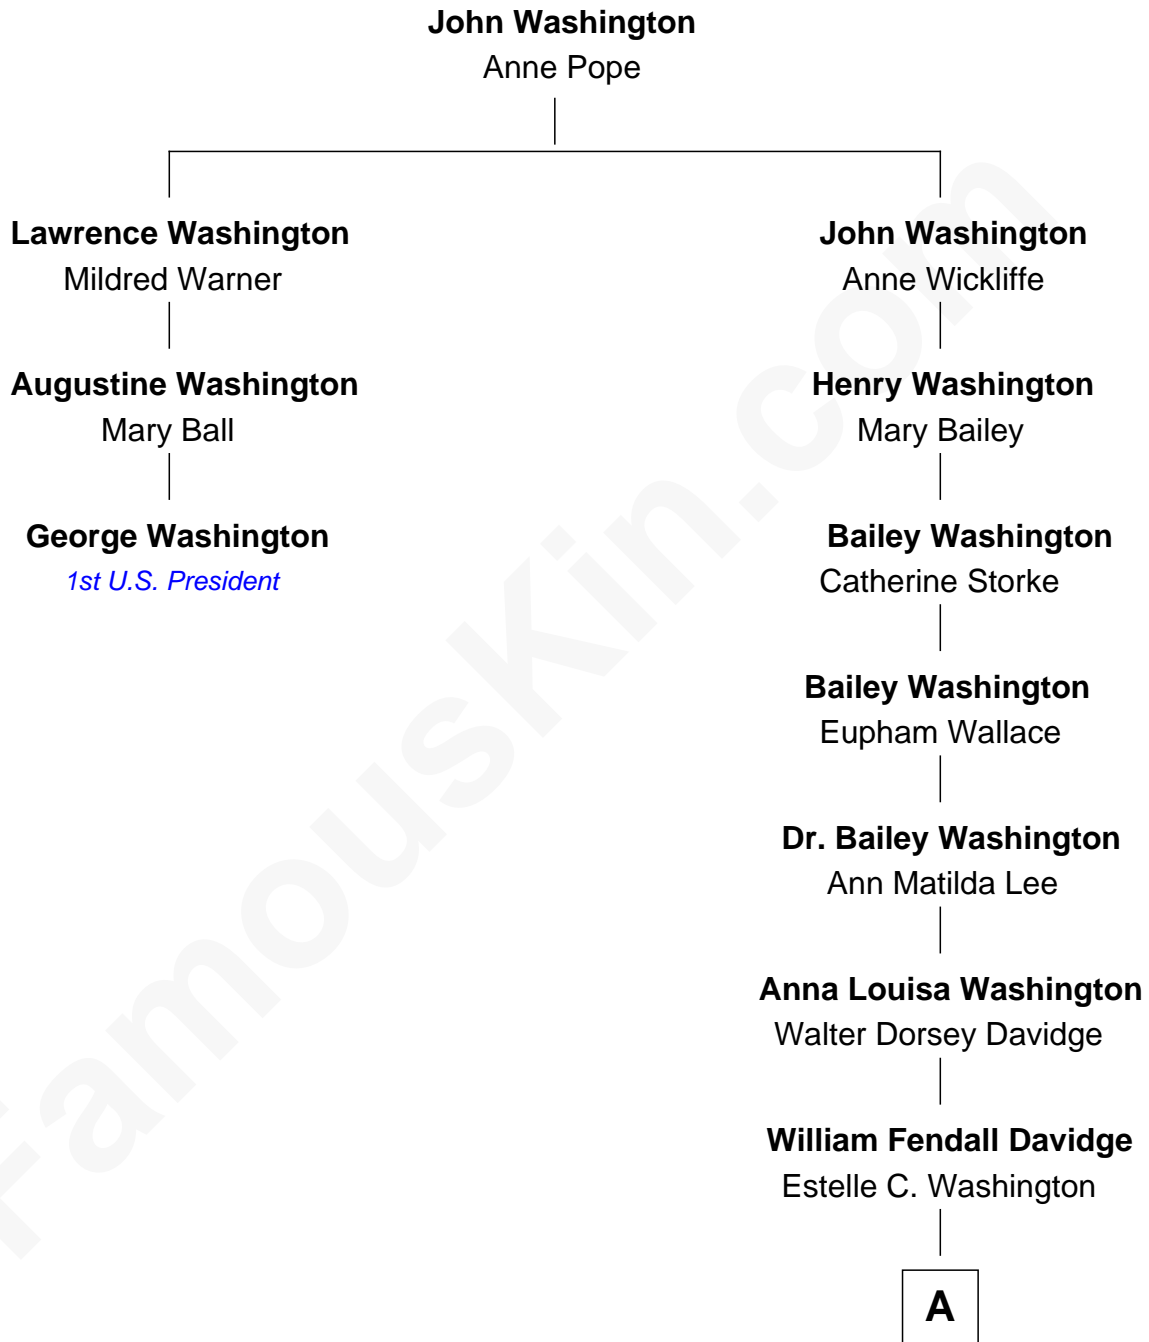 John Washington
Anne Pope
Lawrence Washington
Mildred Warner
Augustine Washington
Mary Ball
George Washington
1st U.S. President
John Washington
Anne Wickliffe
Henry Washington
Mary Bailey
Bailey Washington
Catherine Storke
Bailey Washington
Eupham Wallace
Dr. Bailey Washington
Ann Matilda Lee
Anna Louisa Washington
Walter Dorsey Davidge
William Fendall Davidge
Estelle C. Washington
A
FamousKin.com